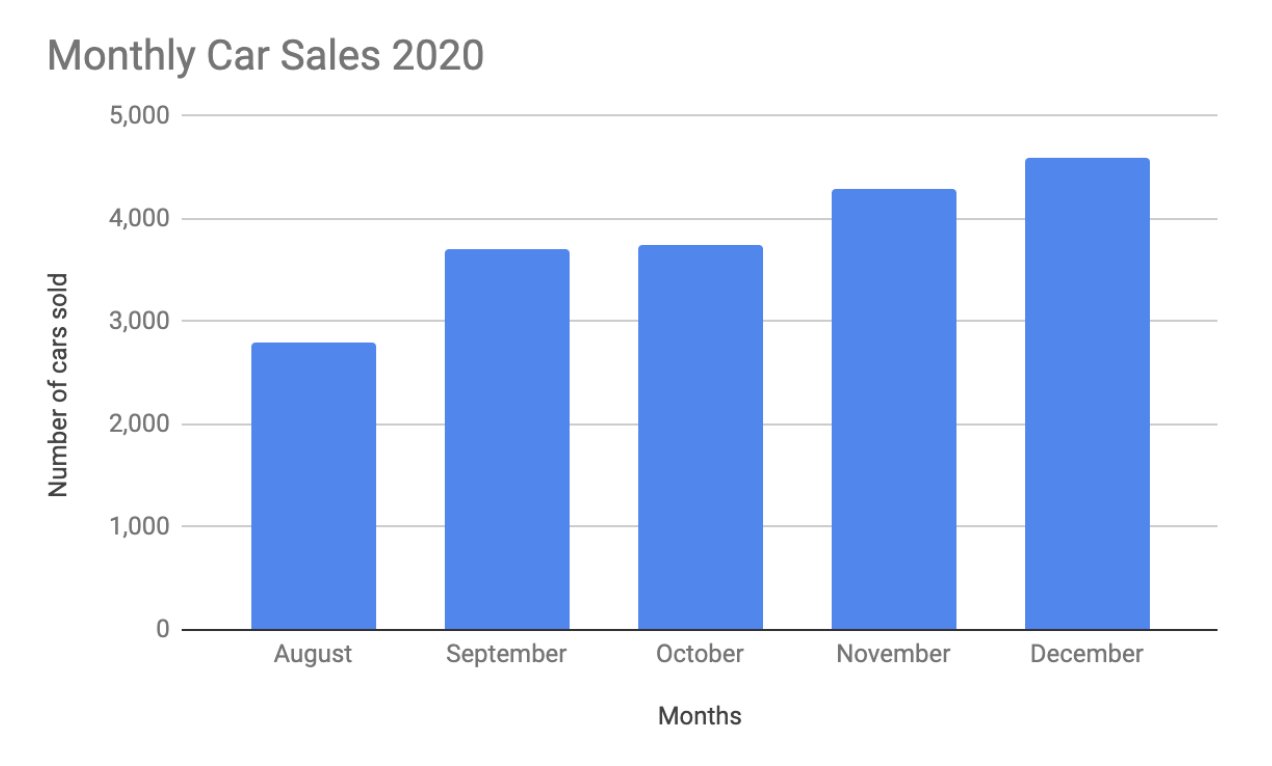 Monthly Car Sales 2020
5,000
4,000
3,000
2,000
1,000
0
Number of cars sold
August September October November December
Months